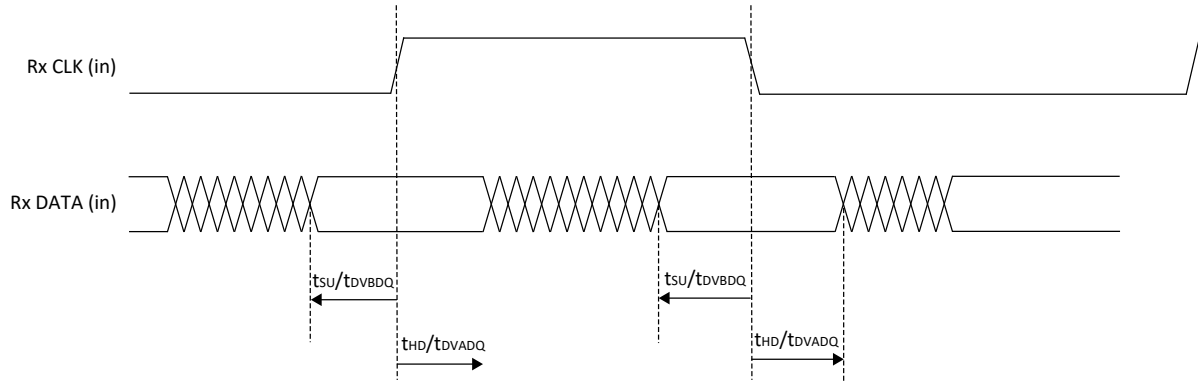 Rx CLK (in)
Rx DATA (in)
tSU/tDVBDQ
tSU/tDVBDQ
tHD/tDVADQ
tHD/tDVADQ